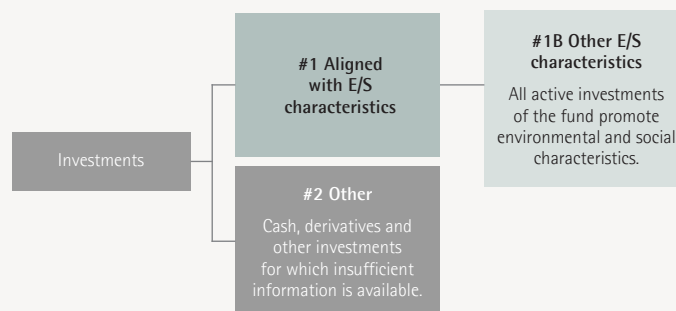 Investments
#1 Aligned
with E/S
characteristics
#2 Other
Cash, derivatives and
other investments
for which insufficient
information is available.
#1B Other E/S
characteristics
All active investments
of the fund promote
environmental and social
characteristics.